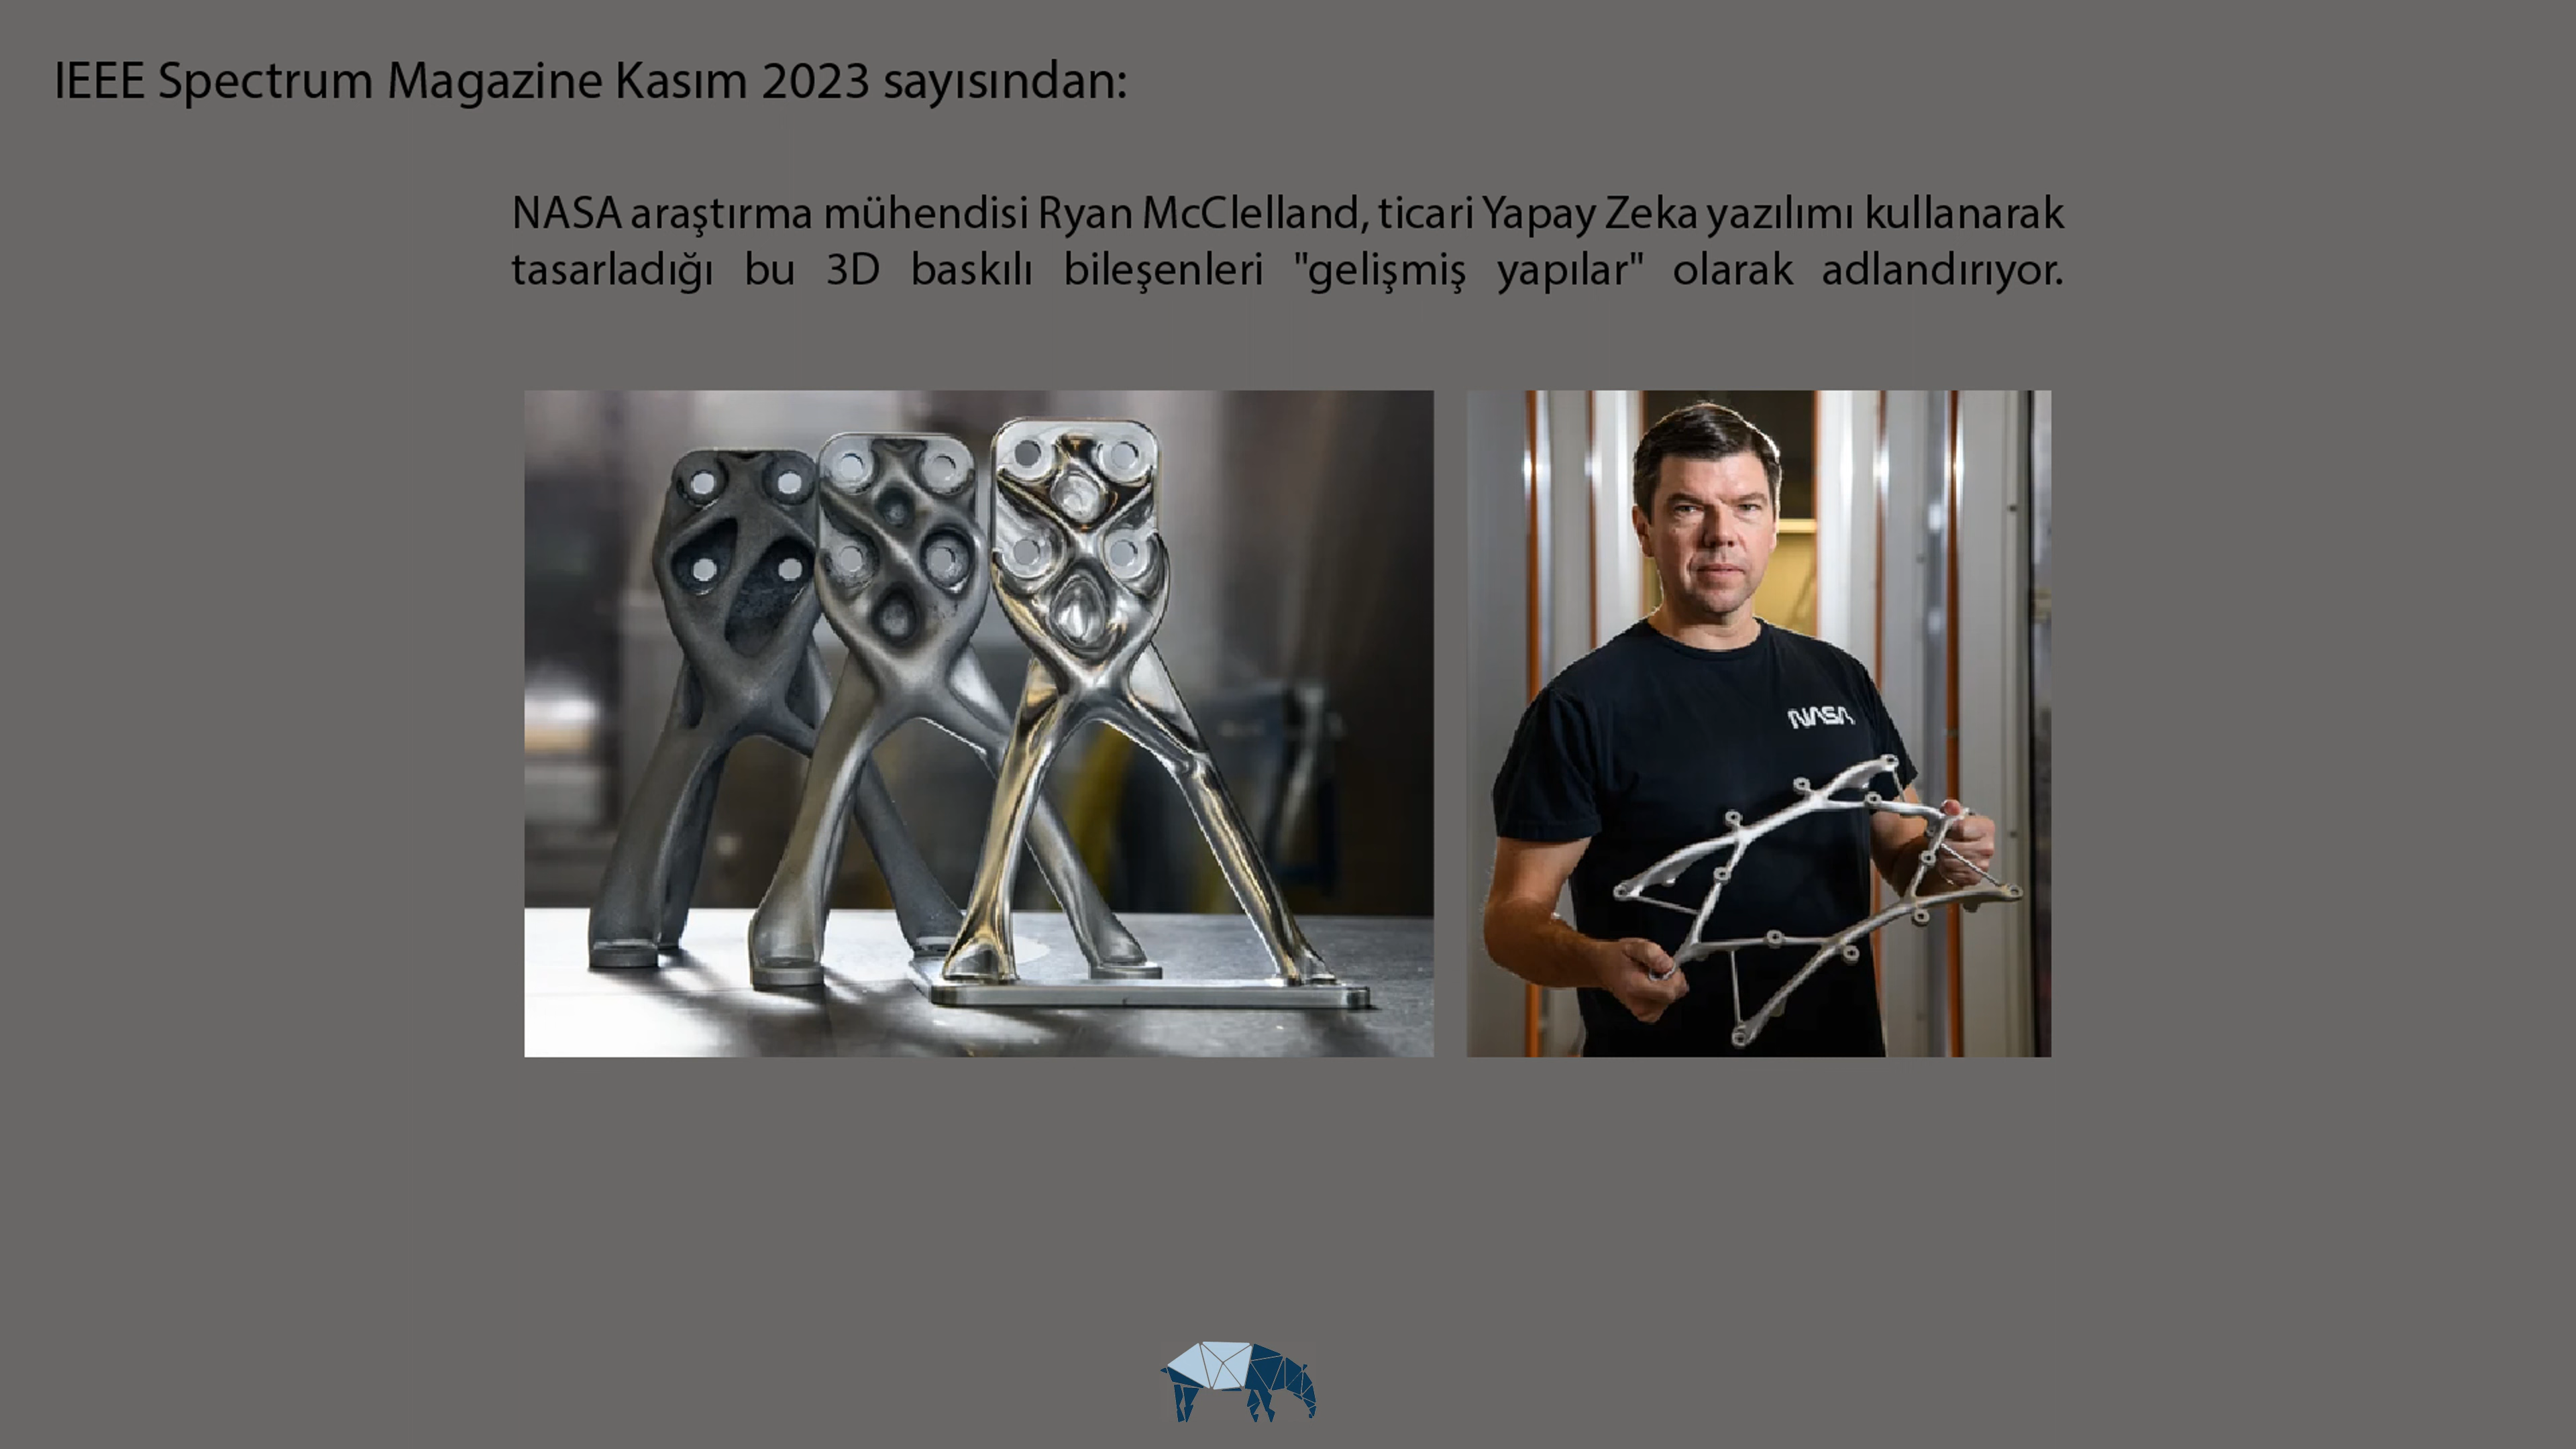 IEEE Spectrum Magazine Kasım 2023 sayısından:
NASA araştırma mühendisi Ryan McClelland, ticari Yapay Zeka yazılımı kullanarak
tasarladığı bu 3D baskılı bileşenleri "gelişmiş yapılar" olarak adlandırıyor.
NASA